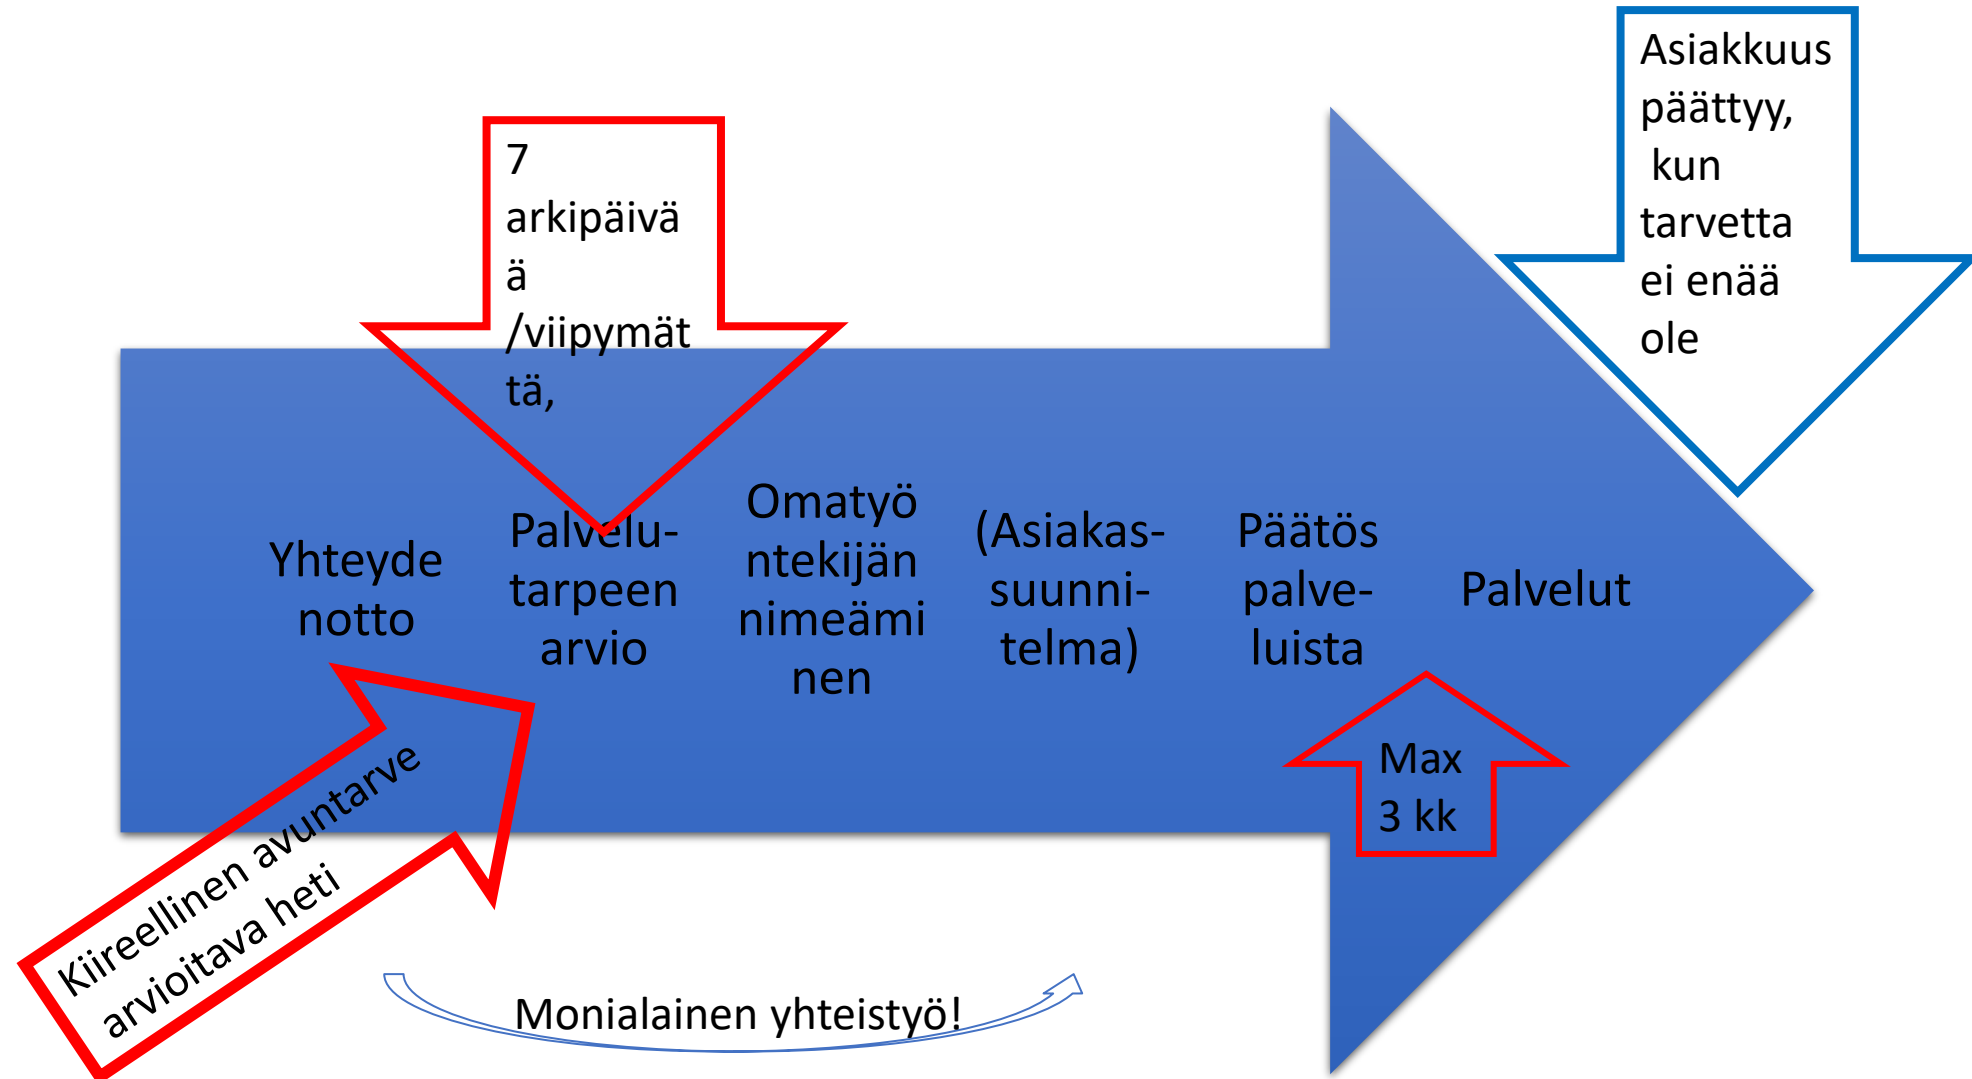 Asiakkuus
päättyy,
kun
tarvetta
ei enää
ole
7
arkipäivä
ä
/viipymät
tä,
Yhteyde
notto
Palvelu-
tarpeen
arvio
Omatyö
ntekijän
nimeämi
nen
(Asiakas-
suunni-
telma)
Päätös
palve-
luista
Palvelut
Max
3 kk
Kiireellinen avuntarve
arvioitava heti
Monialainen yhteistyö!